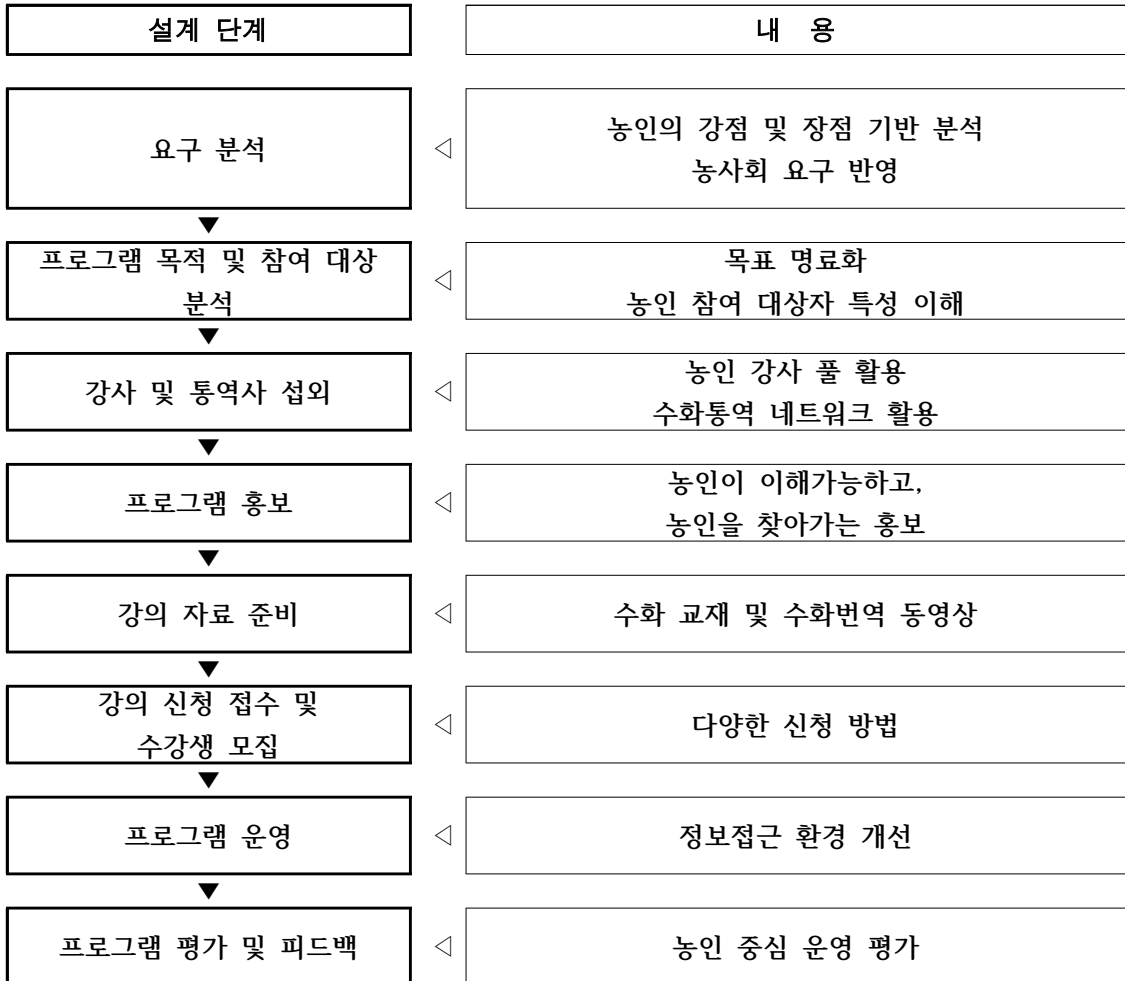 설계 단계
내 용
요구 분석
농인의 강점 및 장점 기반 분석
농사회 요구 반영
프로그램 목적 및 참여 대상
분석
목표 명료화
농인 참여 대상자 특성 이해
강사 및 통역사 섭외
농인 강사 풀 활용
수화통역 네트워크 활용
프로그램 홍보
농인이 이해가능하고,
농인을 찾아가는 홍보
강의 자료 준비
수화 교재 및 수화번역 동영상
강의 신청 접수 및
수강생 모집
다양한 신청 방법
프로그램 운영
정보접근 환경 개선
프로그램 평가 및 피드백
농인 중심 운영 평가